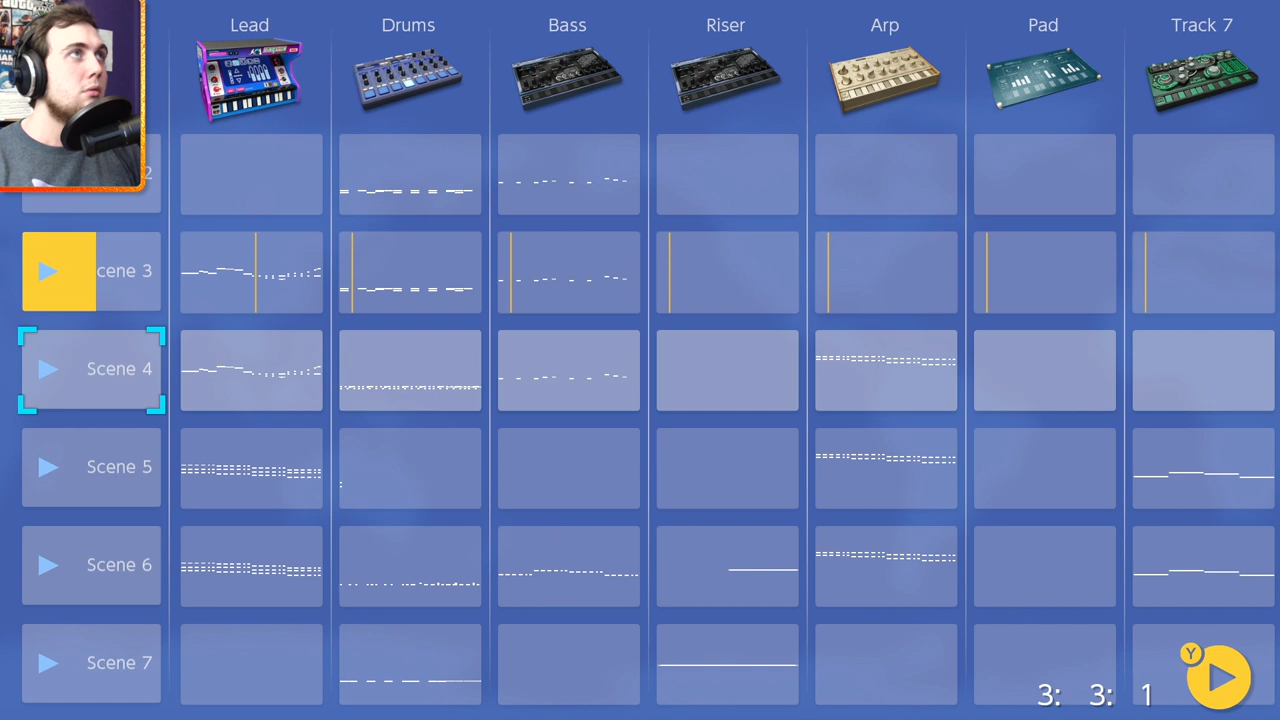 Lead Drums Bass Riser Arp Pad Track 7
2
cene 3
Scene 4
Scene 5
Scene 6
Scene 7
3: 3: 1
Y